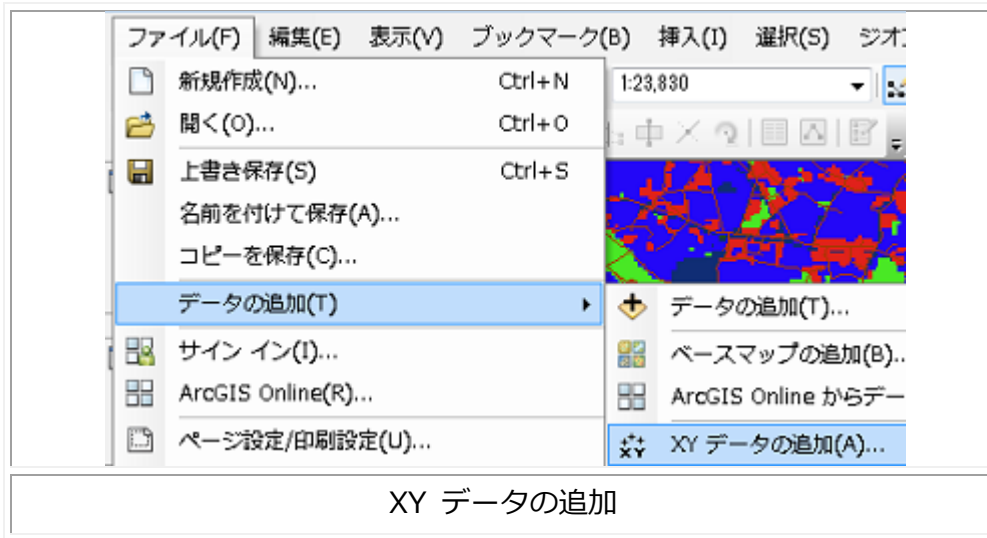 ファイル(F) 編集(E) 表示(V) ブックマーク(B) 挿入(I) 選択(S) ジオ
新規作成(N)... Ctrl+N 1:23,830
開く(O)... Ctrl+O
上書き保存(S) Ctrl+S
名前を付けて保存(A)...
コピーを保存(C)...
データの追加(T) データの追加(T)...
サイン イン(I)... ベースマップの追加(B)..
ArcGIS Online(R)... ArcGIS Online からデー
ページ設定/印刷設定(U)... XY データの追加(A)...
XY データの追加